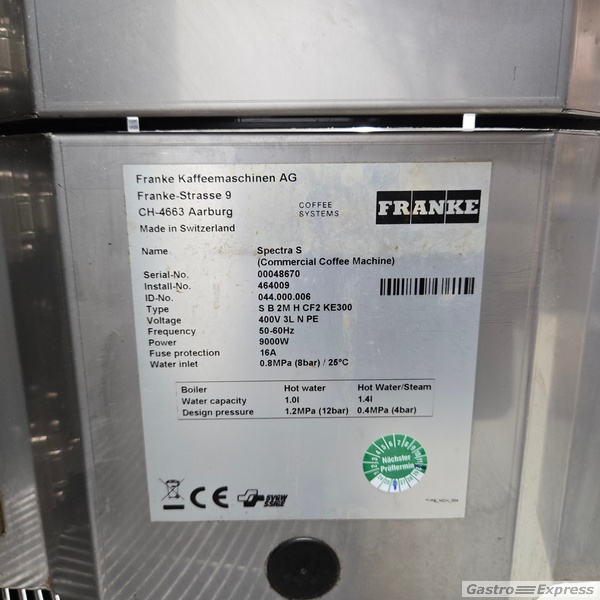 Franke Kaffeemaschinen AG
Franke-Strasse 9
CH-4663 Aarburg
Made in Switzerland
COFFEE
SYSTEMS
FRANKE
Name Spectra S
(Commercial Coffee Machine)
Serial-No. 00048670
Install-No. 464009
ID-No. 044.000.006
Type S B 2M H CF2 KE300
Voltage 400V 3L N PE
Frequency 50-60Hz
Power 9000W
Fuse protection 16A
Water inlet 0.8MPa (8bar) / 25°C
Boiler Hot water Hot Water/Steam
Water capacity 1.0l 1.4l
Design pressure 1.2MPa (12bar) 0.4MPa (4bar)
Nächster
Prüftermin
CE SVGW
SSIGE
Gastro Express